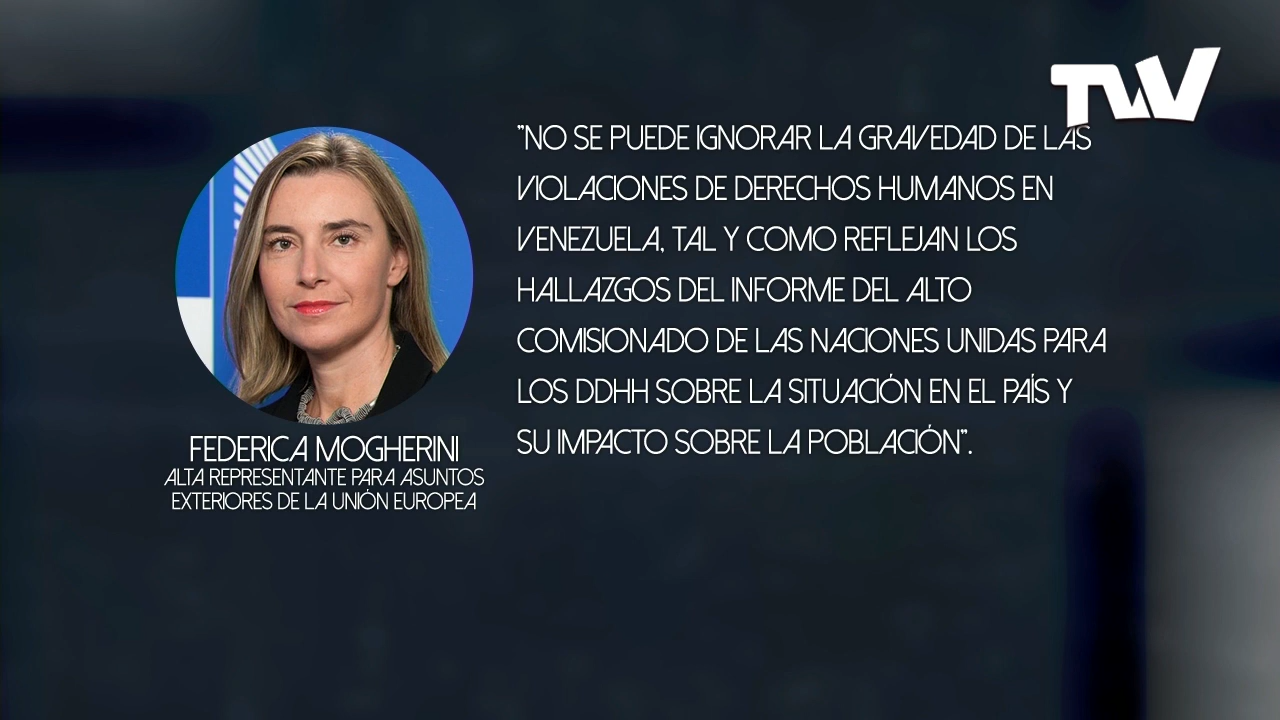 TVV
"NO SE PUEDE IGNORAR LA GRAVEDAD DE LAS
VIOLACIONES DE DERECHOS HUMANOS EN
VENEZUELA, TAL Y COMO REFLEJAN LOS
HALLAZGOS DEL INFORME DEL ALTO
COMISIONADO DE LAS NACIONES UNIDAS PARA
LOS DDHH SOBRE LA SITUACIÓN EN EL PAÍS Y
SU IMPACTO SOBRE LA POBLACIÓN".
FEDERICA MOGHERINI
ALTA REPRESENTANTE PARA ASUNTOS
EXTERIORES DE LA UNIÓN EUROPEA